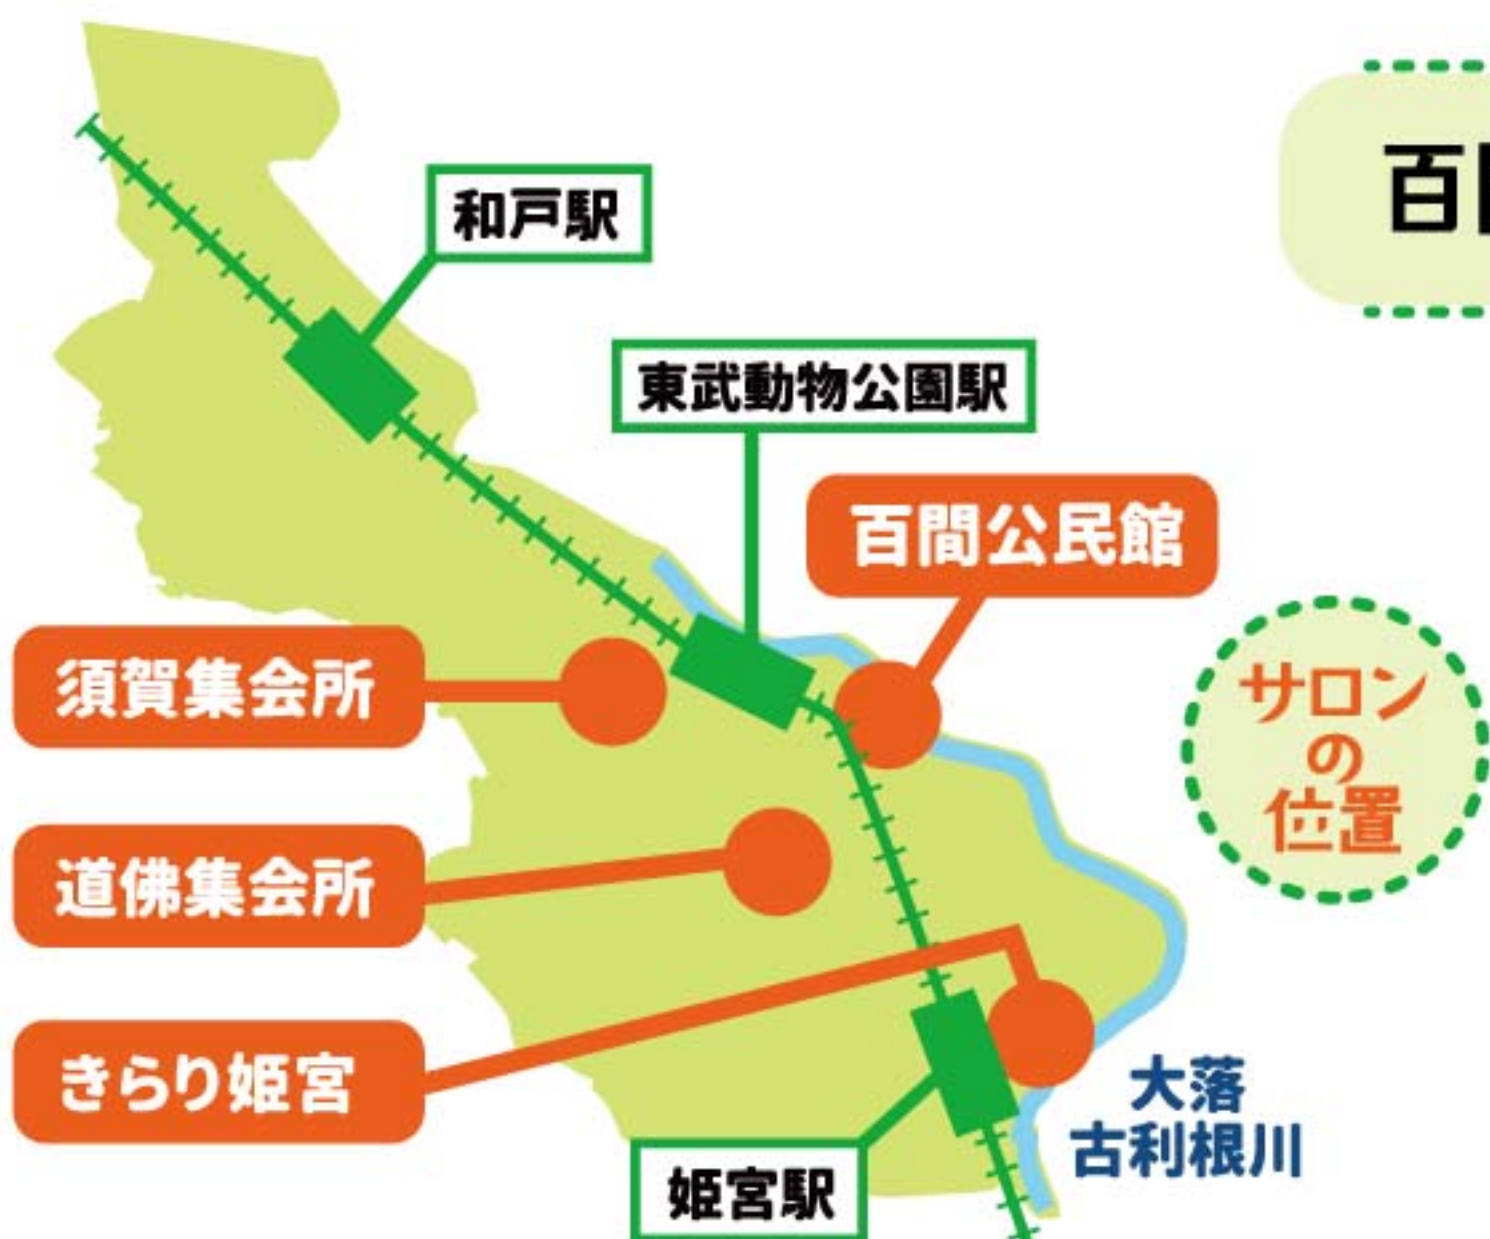 和戸駅
百
東武動物公園駅
百間公民館
須賀集会所
サロン
の
位置
道佛集会所
きらり姫宮
大落
古利根川
姫宮駅